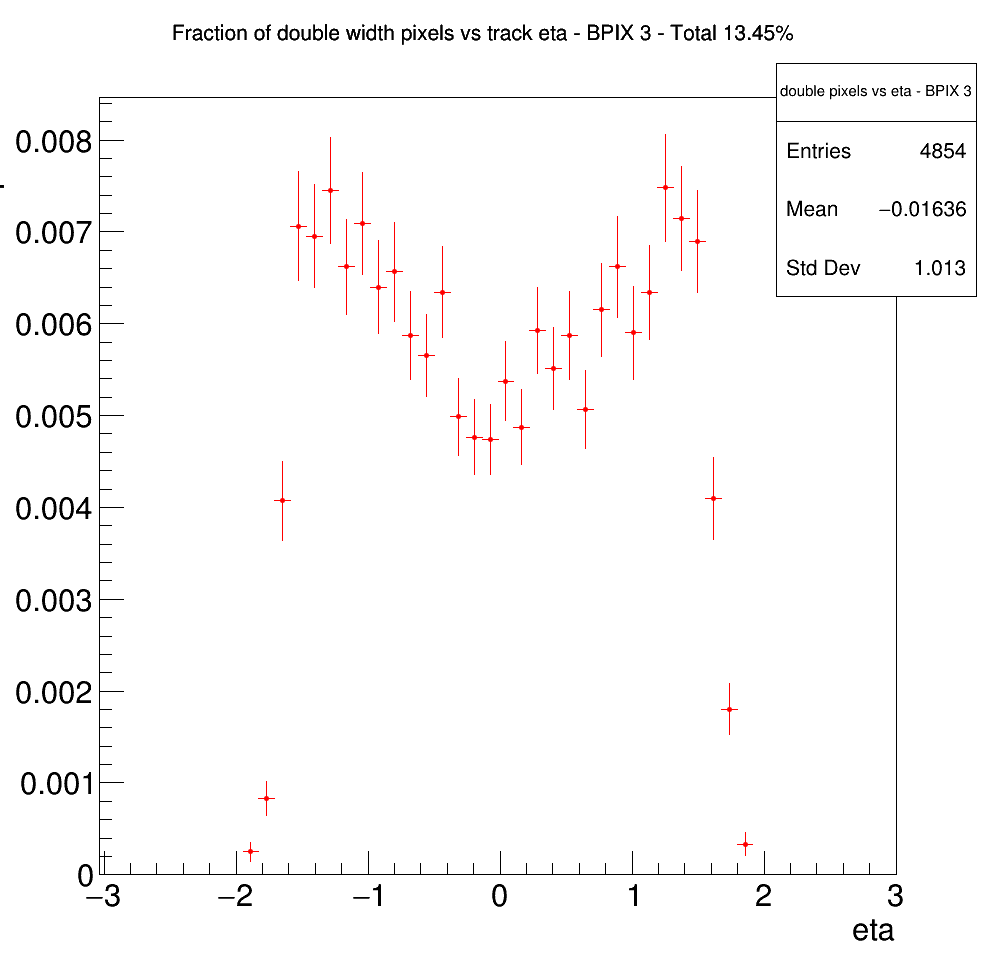 Fraction of double width pixels vs track eta - BPIX 3 - Total 13.45%
double pixels vs eta - BPIX 3
Entries 4854
Mean −0.01636
Std Dev 1.013
0.008
0.007
0.006
0.005
0.004
0.003
0.002
0.001
0
−3 −2 −1 0 1 2 3
eta